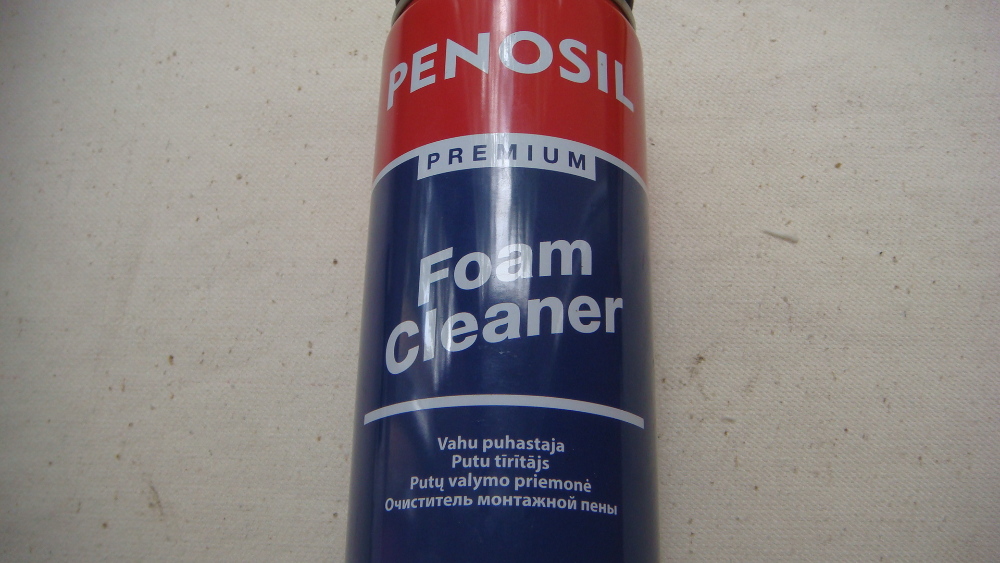 PENOSIL
PREMIUM
Foam
Cleaner
Vahu puhastaja
Putu tīrītājs
Putų valymo priemonė
Очиститель монтажной пены